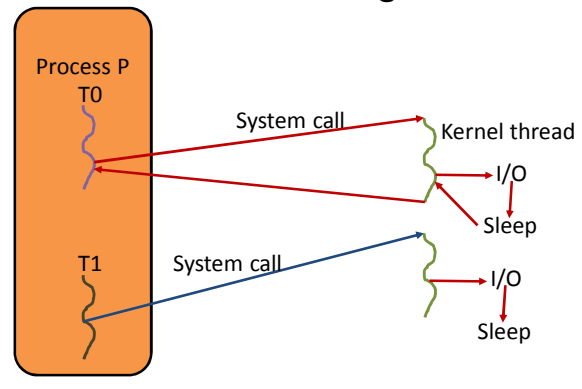 Process P
T0
System call
Kernel thread
I/O
Sleep
T1
System call
I/O
Sleep